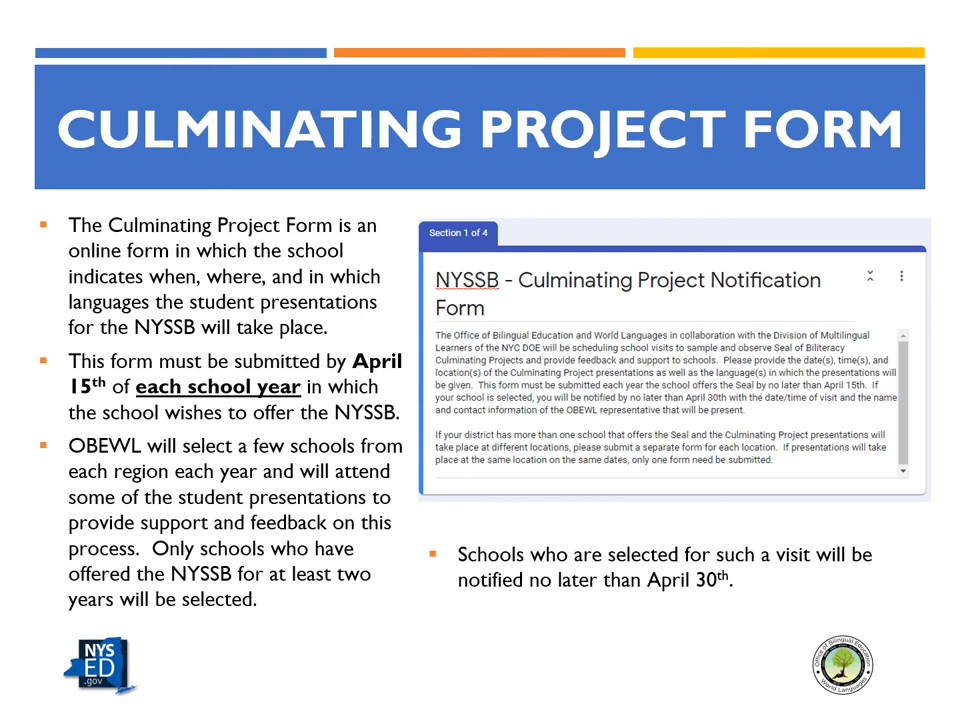 CULMINATING PROJECT FORM
The Culminating Project Form is an
online form in which the school
indicates when, where, and in which
languages the student presentations
for the NYSSB will take place.
This form must be submitted by April
15th of each school year in which
the school wishes to offer the NYSSB.
OBEWL will select a few schools from
each region each year and will attend
some of the student presentations to
provide support and feedback on this
process. Only schools who have
offered the NYSSB for at least two
years will be selected.
Section 1 of 4
NYSSB - Culminating Project Notification
Form
The Office of Bilingual Education and World Languages in collaboration with the Division of Multilingual
Learners of the NYC DOE will be scheduling school visits to sample and observe Seal of Biliteracy
Culminating Projects and provide feedback and support to schools. Please provide the date(s), time(s), and
location(s) of the Culminating Project presentations as well as the language(s) in which the presentations will
be given. This form must be submitted each year the school offers the Seal by no later than April 15th. If
your school is selected, you will be notified by no later than April 30th with the date/time of visit and the name
and contact information of the OBEWL representative that will be present.
If your district has more than one school that offers the Seal and the Culminating Project presentations will
take place at different locations, please submit a separate form for each location. If presentations will take
place at the same location on the same dates, only one form need be submitted.
Schools who are selected for such a visit will be
notified no later than April 30th.
NYS
ED
.gov
Office of Bilingual Education
World Languages